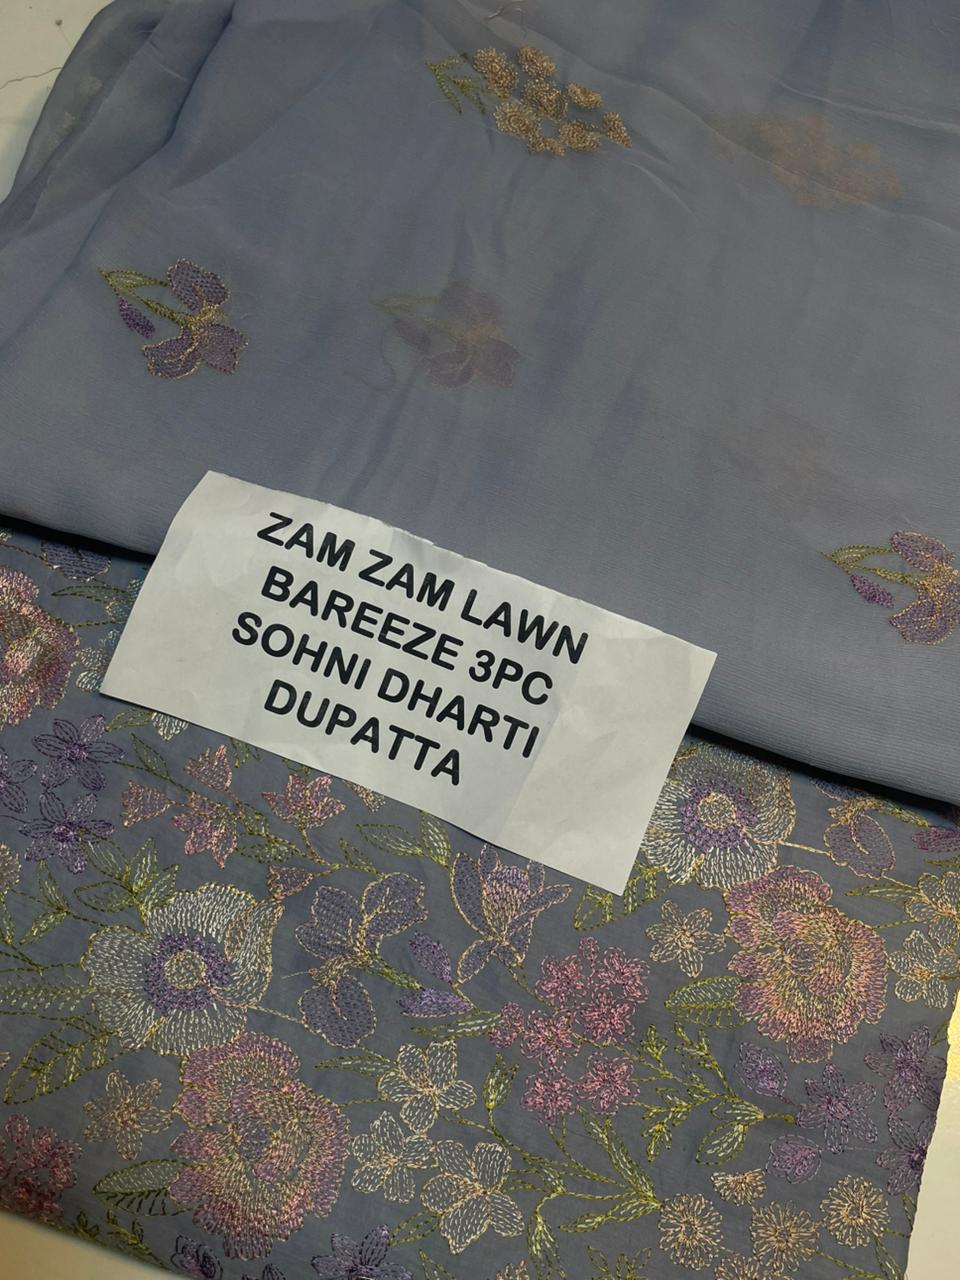 ZAM ZAM LAWN
BAREEZE 3PC
SOHNI DHARTI
DUPATTA